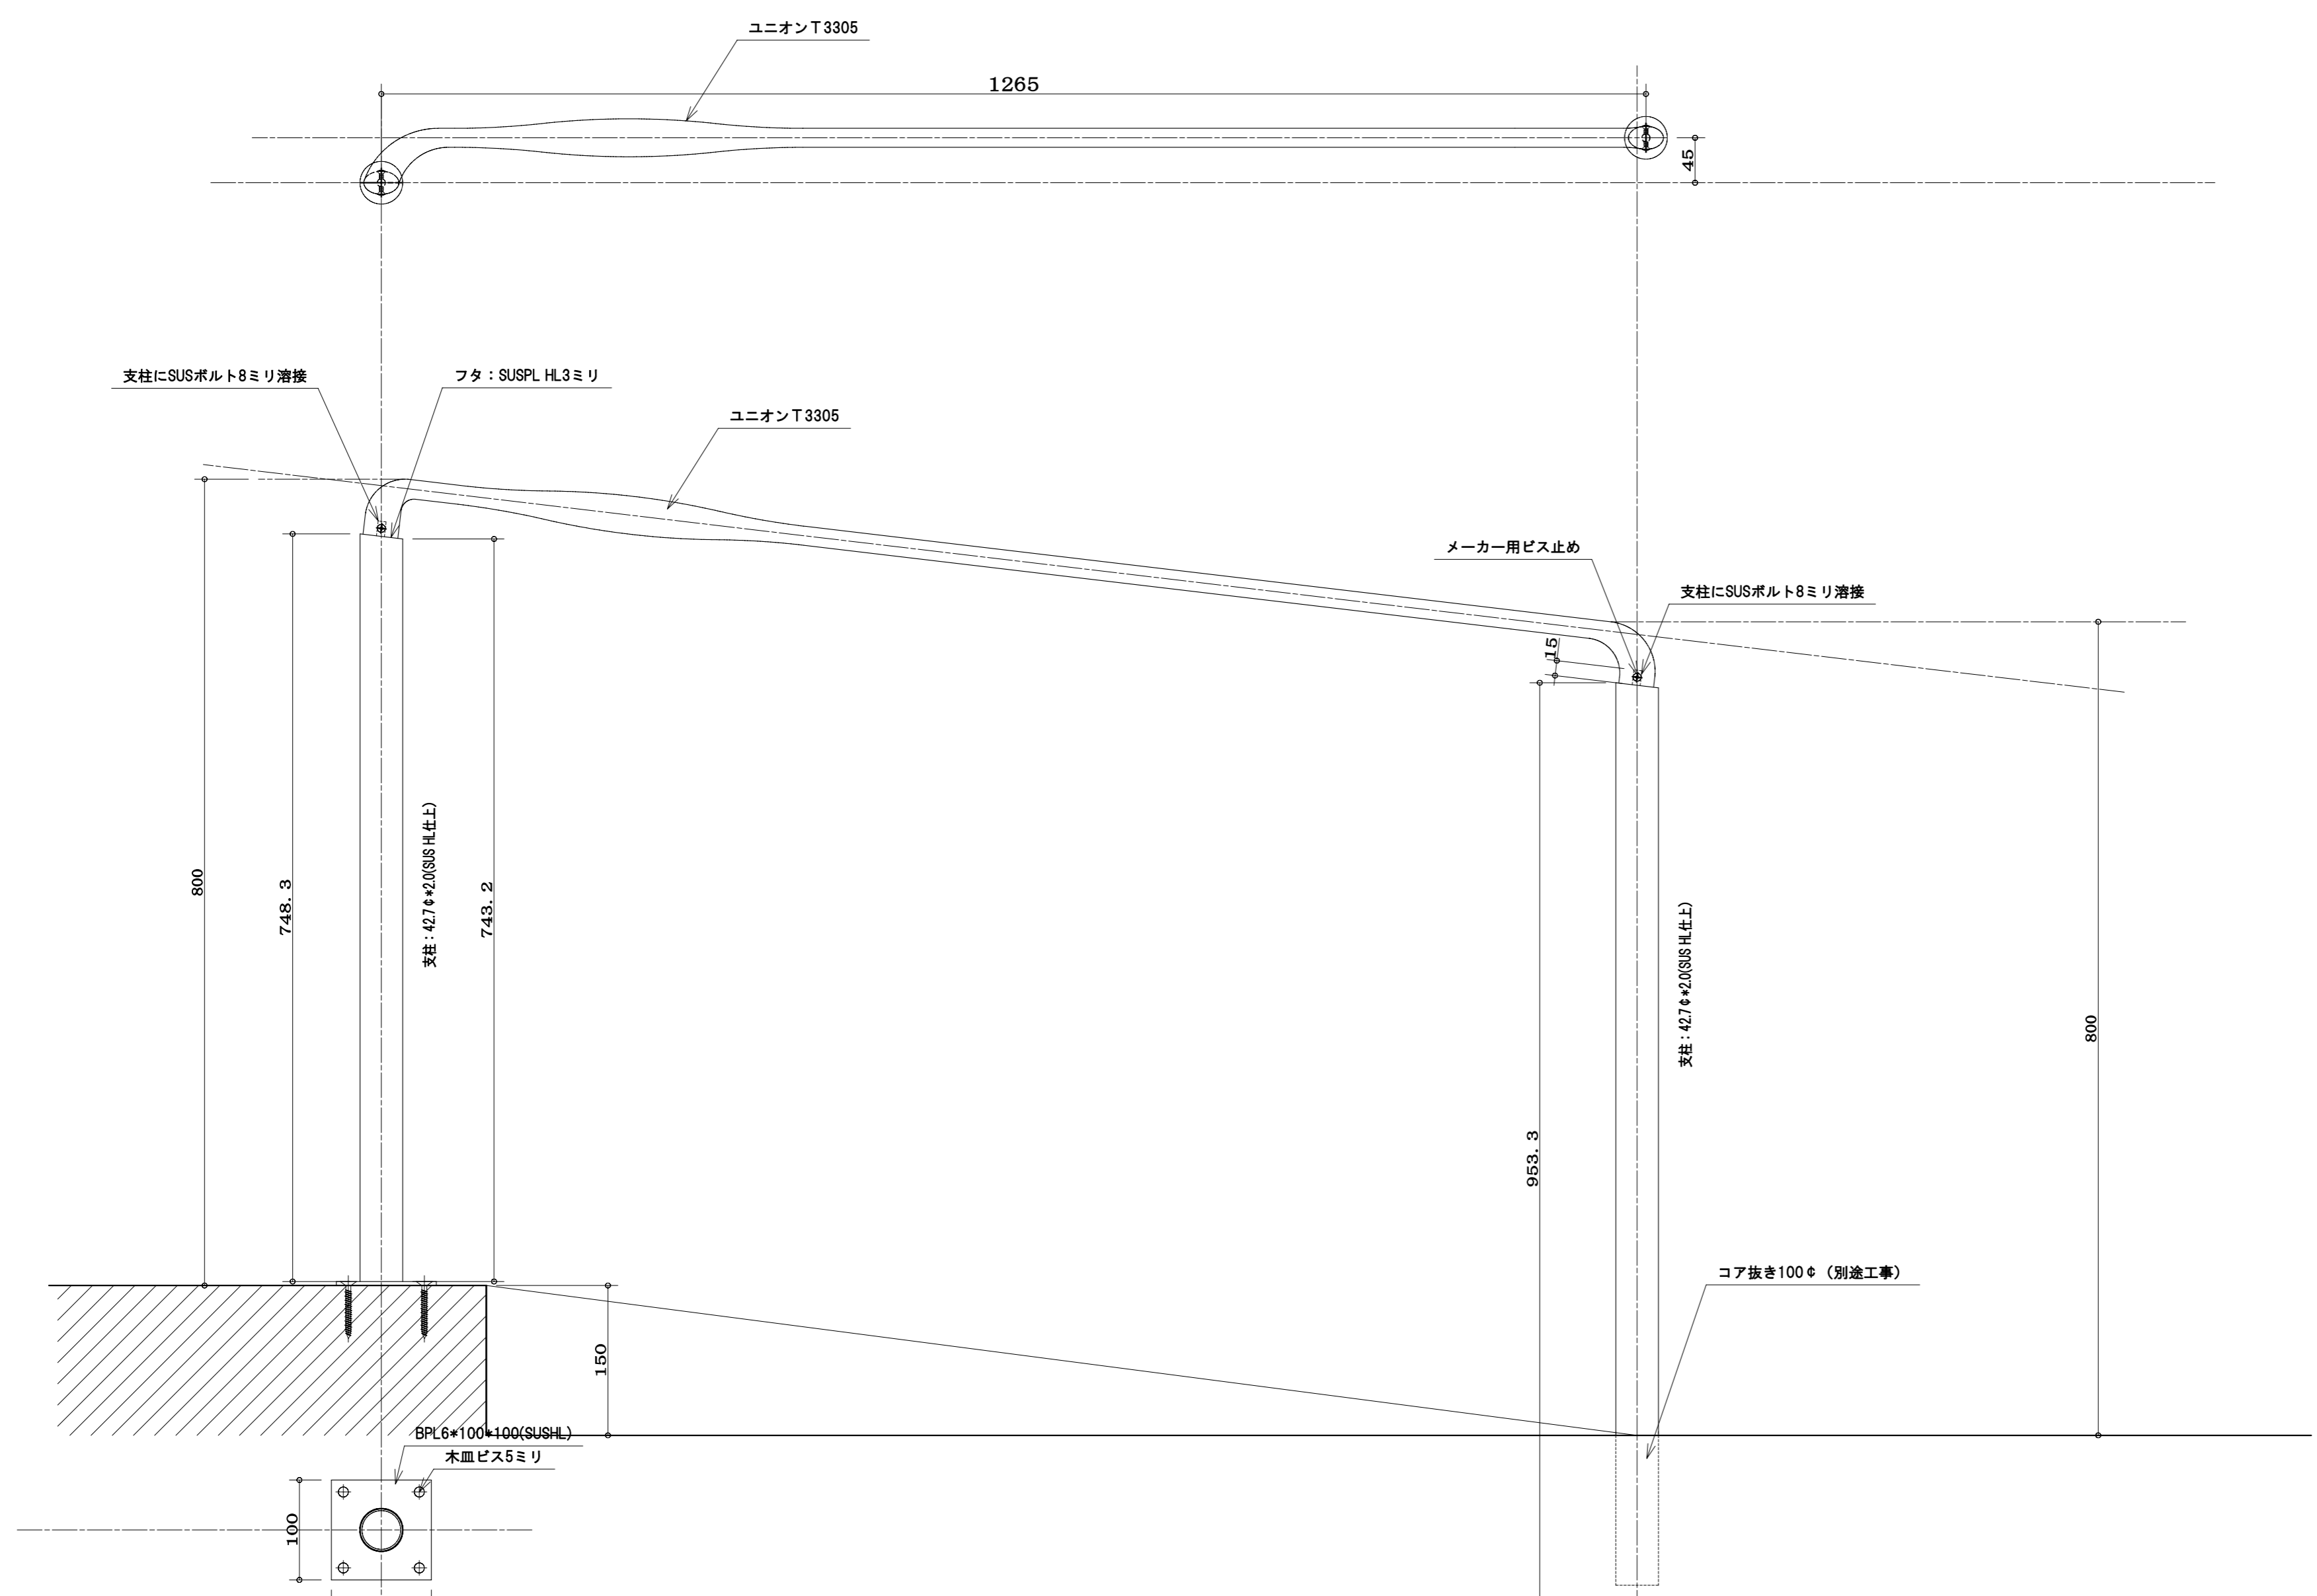 ユニオンT3305
1265
45
支柱にSUSボルト8ミリ溶接
フタ：SUSPL HL3ミリ
ユニオンT3305
メーカー用ビス止め
支柱にSUSボルト8ミリ溶接
15
800
748.3
支柱：42.7¢*2.0(SUS HL仕上)
743.2
953.3
支柱：42.7¢*2.0(SUS HL仕上)
800
コア抜き100¢（別途工事）
150
BPL6*100*100(SUSHL)
木皿ビス5ミリ
100